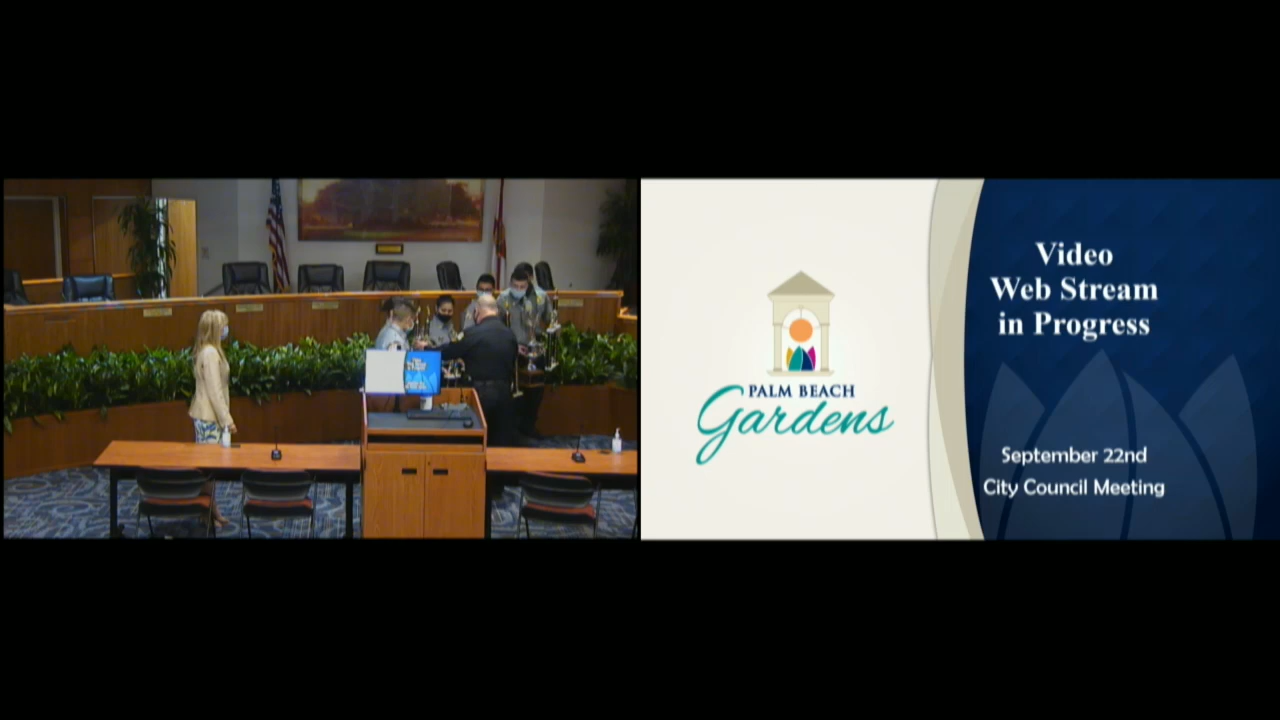 PALM BEACH
Gardens
Video
Web Stream
in Progress
September 22nd
City Council Meeting